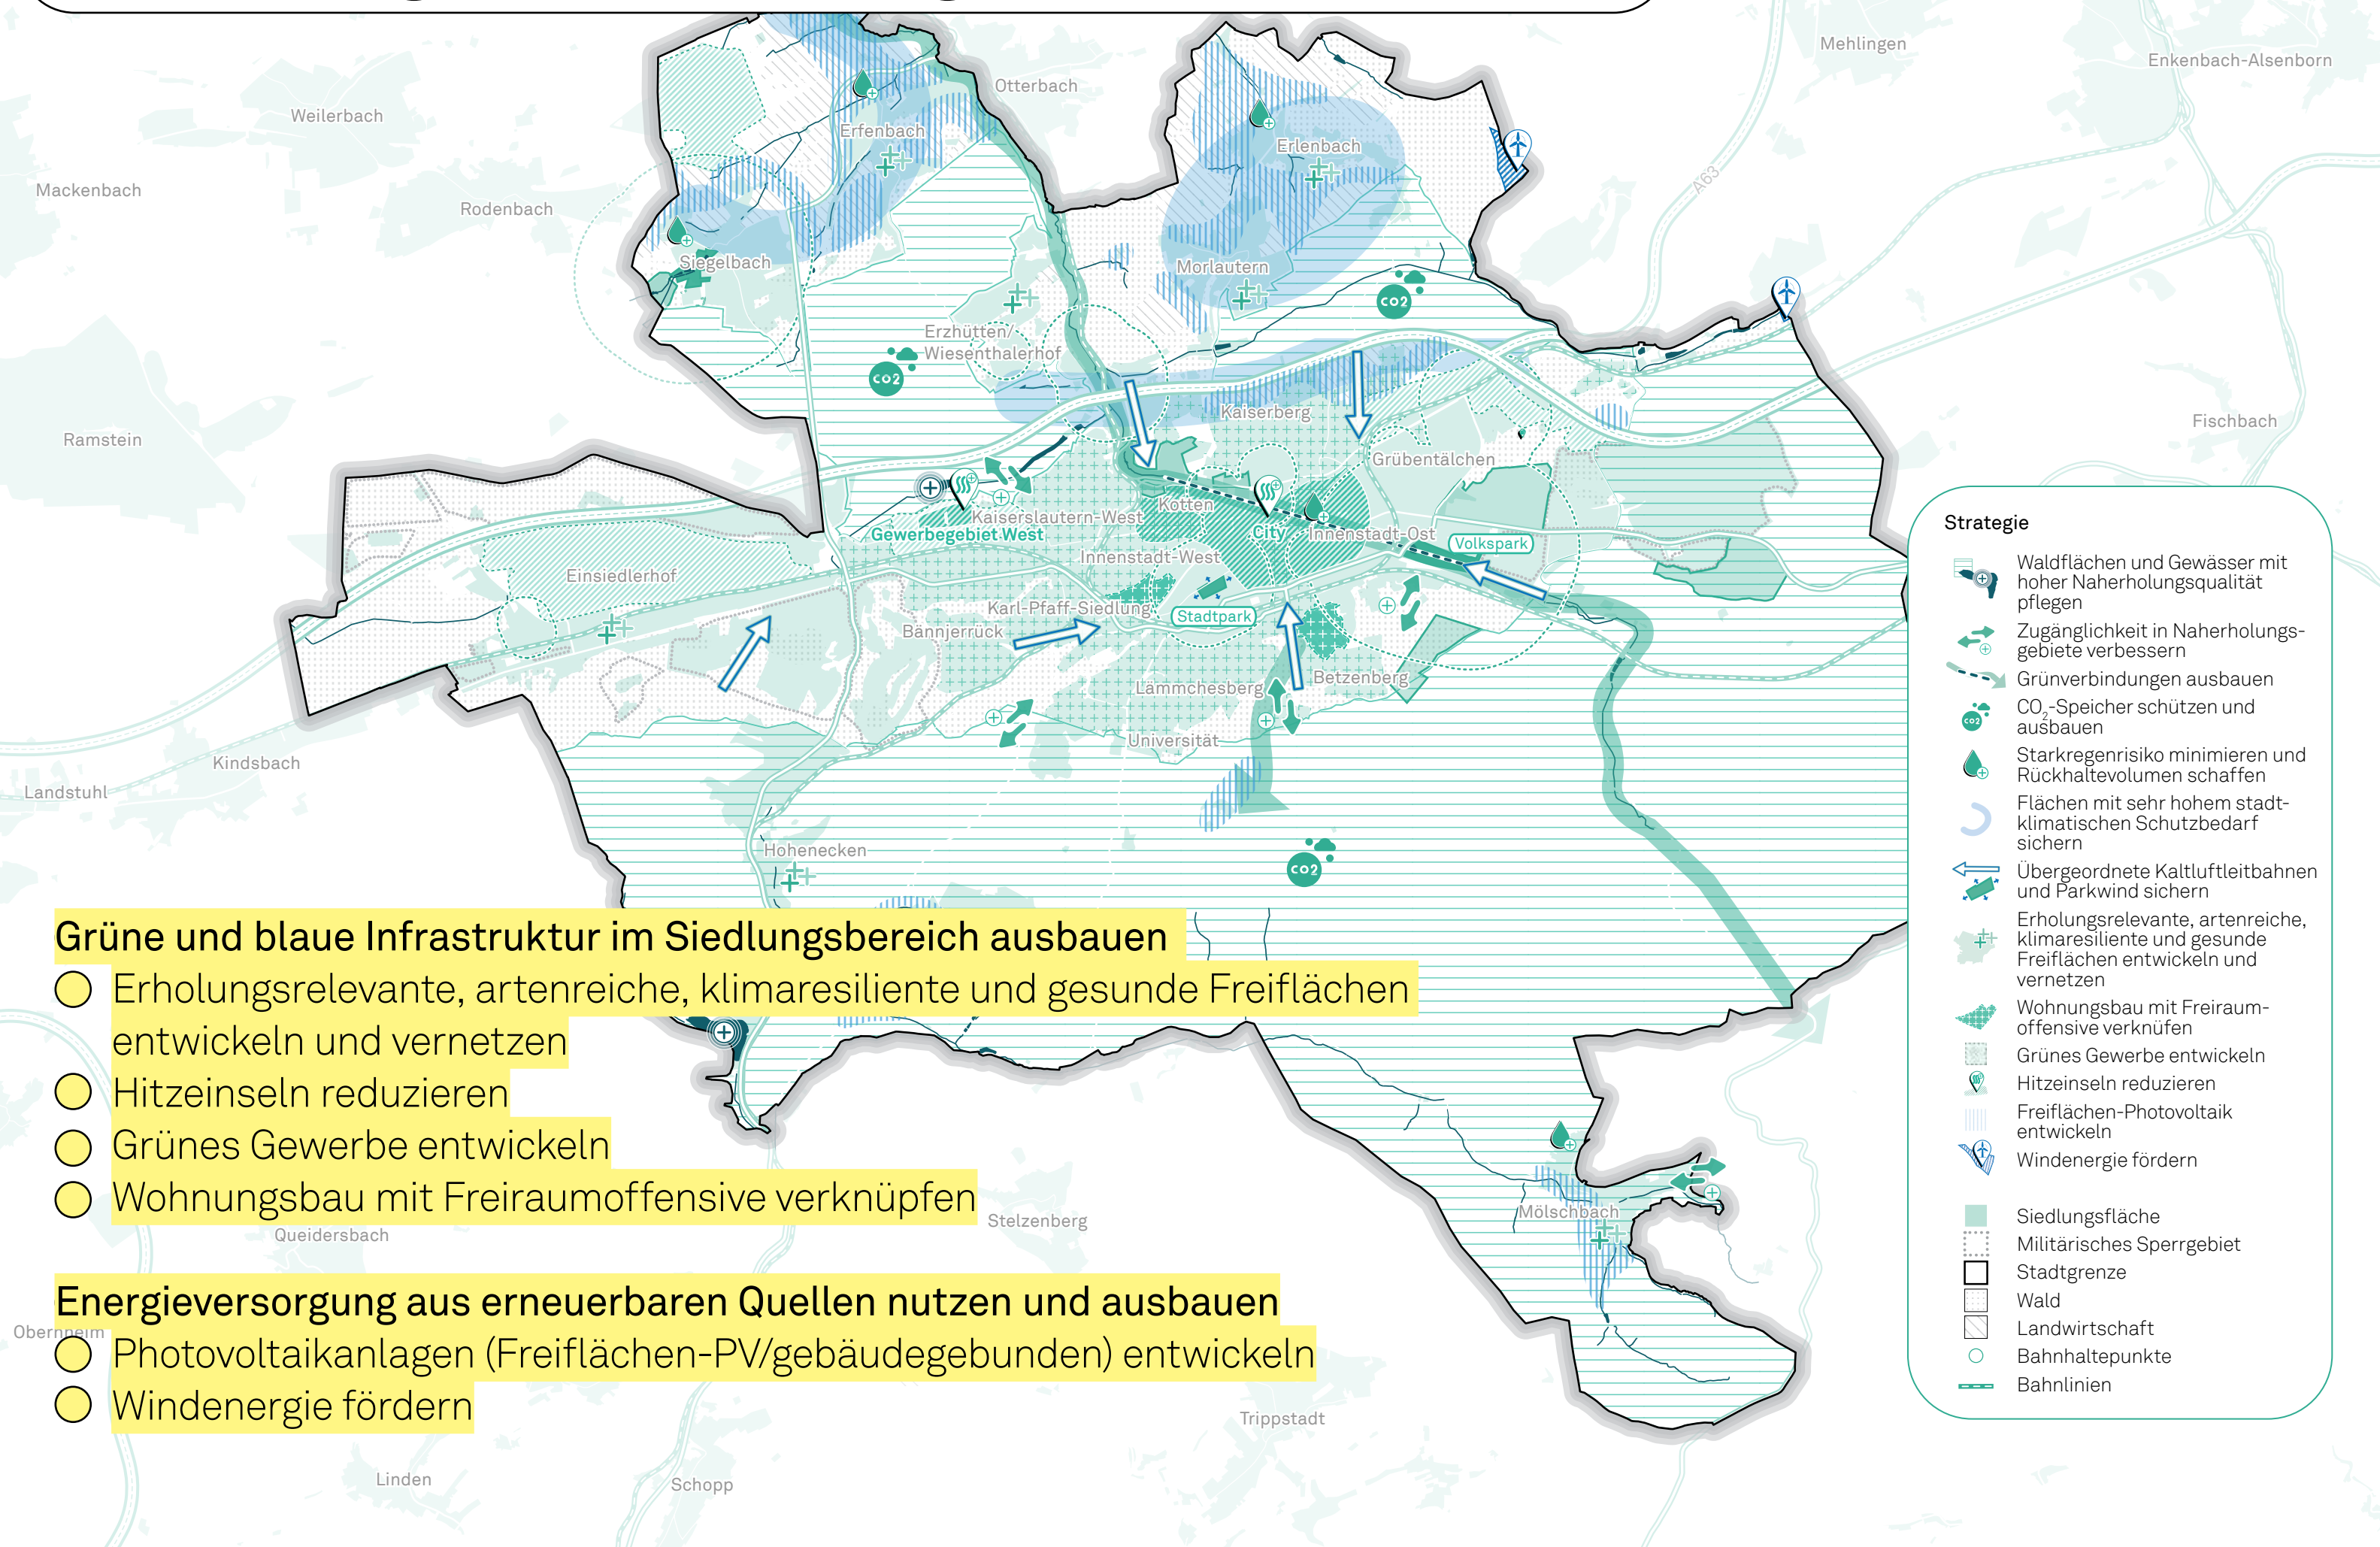 Mehlingen
Enkenbach-Alsenborn
Otterbach
Weilerbach
Erfenbach
Erlenbach
A63
Mackenbach
Rodenbach
Siegelbach
Morlautern
co2
Erzhütten/
Wiesenthalerhof
co2
Kaiserberg
Fischbach
Ramstein
Grübentälchen
Kotten
Kaiserslautern-West
Gewerbegebiet West
City
Innenstadt-Ost
Volkspark
Innenstadt-West
Einsiedlerhof
Karl-Pfaff-Siedlung
Stadtpark
Bännjerrück
Betzenberg
Lämmchesberg
Universität
Kindsbach
Landstuhl
Hohenecken
co2
Grüne und blaue Infrastruktur im Siedlungsbereich ausbauen
Erholungsrelevante, artenreiche, klimaresiliente und gesunde Freiflächen
entwickeln und vernetzen
Hitzeinseln reduzieren
Grünes Gewerbe entwickeln
Wohnungsbau mit Freiraumoffensive verknüpfen
Mölschbach
Stelzenberg
Queidersbach
Energieversorgung aus erneuerbaren Quellen nutzen und ausbauen
Obernheim
Photovoltaikanlagen (Freiflächen-PV/gebäudegebunden) entwickeln
Windenergie fördern
Trippstadt
Linden
Schopp
Strategie
Waldflächen und Gewässer mit
hoher Naherholungsqualität
pflegen
Zugänglichkeit in Naherholungs-
gebiete verbessern
Grünverbindungen ausbauen
co2
CO2-Speicher schützen und
ausbauen
Starkregenrisiko minimieren und
Rückhaltevolumen schaffen
Flächen mit sehr hohem stadt-
klimatischen Schutzbedarf
sichern
Übergeordnete Kaltluftleitbahnen
und Parkwind sichern
Erholungsrelevante, artenreiche,
klimaresiliente und gesunde
Freiflächen entwickeln und
vernetzen
Wohnungsbau mit Freiraum-
offensive verknüfen
Grünes Gewerbe entwickeln
Hitzeinseln reduzieren
Freiflächen-Photovoltaik
entwickeln
Windenergie fördern
Siedlungsfläche
Militärisches Sperrgebiet
Stadtgrenze
Wald
Landwirtschaft
Bahnhaltepunkte
Bahnlinien